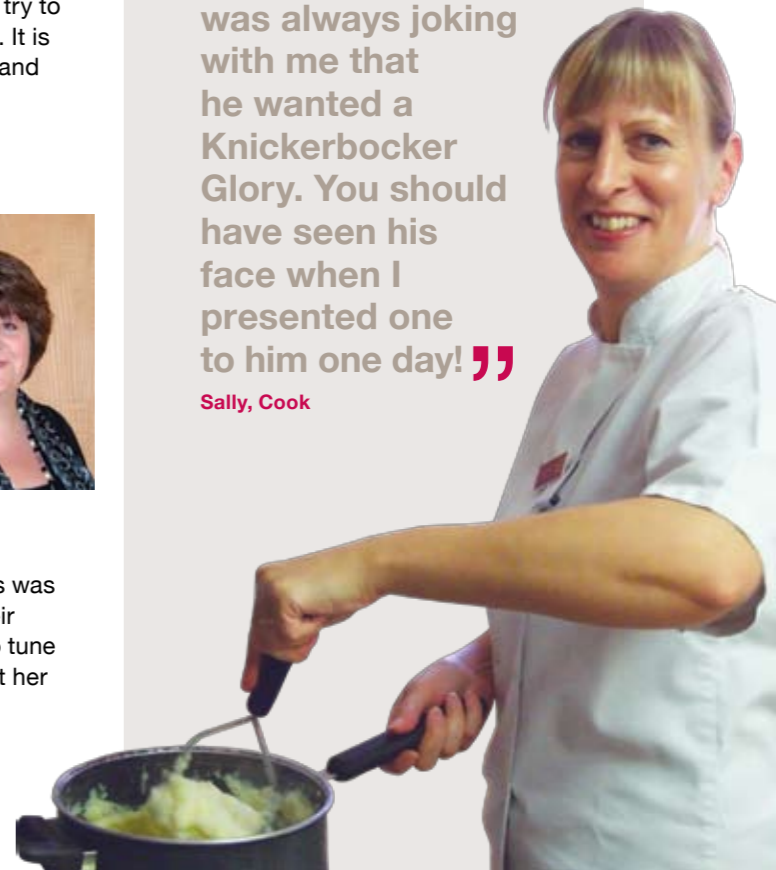 try to
. It is
and
s was
ir
tune
t her
was always joking
with me that
he wanted a
Knickerbocker
Glory. You should
have seen his
face when I
presented one
to him one day!”
Sally, Cook